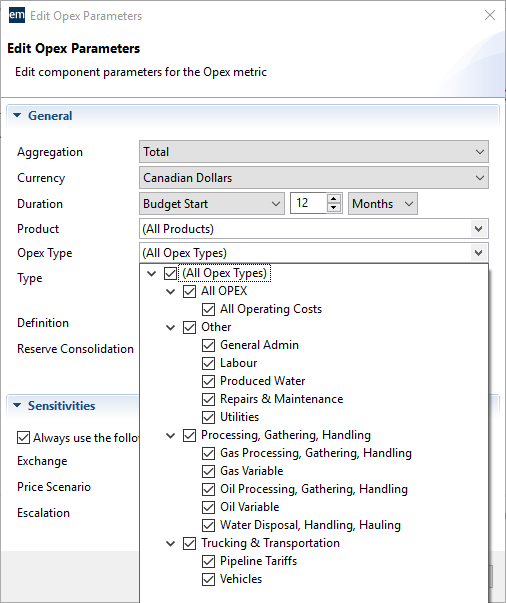 em Edit Opex Parameters
Edit Opex Parameters
Edit component parameters for the Opex metric
General
Aggregation Total
Currency Canadian Dollars
Duration Budget Start 12 Months
Product (All Products)
Opex Type (All Opex Types)
Type (All Opex Types)
All OPEX
All Operating Costs
Other
Definition
General Admin
Reserve Consolidation
Labour
Produced Water
Repairs & Maintenance
Sensitivities
Utilities
Always use the follo
Processing, Gathering, Handling
Exchange
Gas Processing, Gathering, Handling
Gas Variable
Price Scenario
Oil Processing, Gathering, Handling
Oil Variable
Escalation
Water Disposal, Handling, Hauling
Trucking & Transportation
Pipeline Tariffs
Vehicles